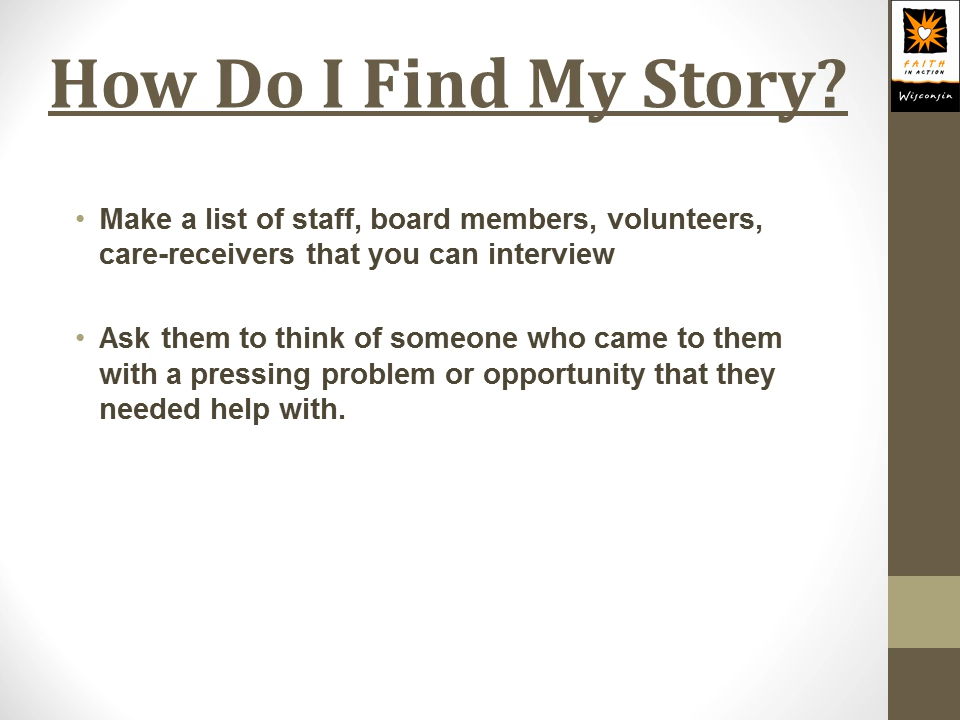 How Do I Find My Story?
FAITH
IN ACTION
Wisconsin
• Make a list of staff, board members, volunteers,
care-receivers that you can interview
• Ask them to think of someone who came to them
with a pressing problem or opportunity that they
needed help with.